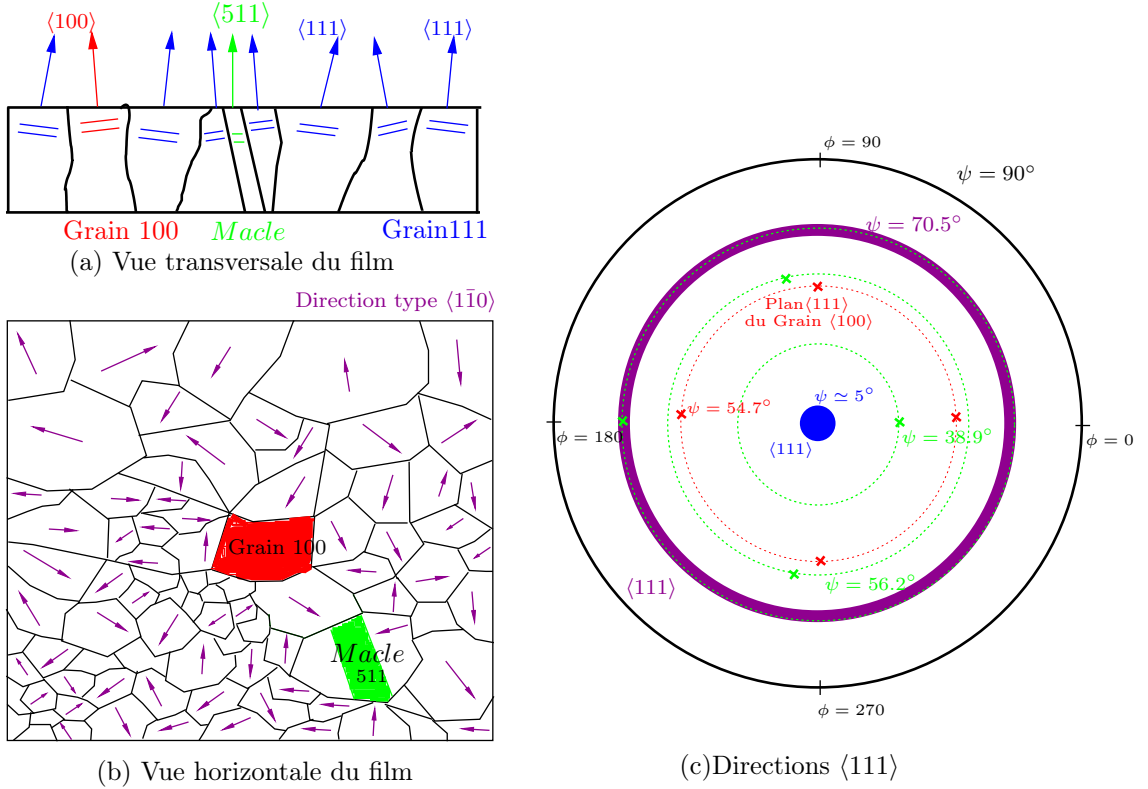 ⟨100⟩
⟨511⟩
⟨111⟩
⟨111⟩
Grain 100
Macle
Grain111
(a) Vue transversale du film
Direction type ⟨11̄0⟩
Grain 100
Macle
511
(b) Vue horizontale du film
ϕ = 90
ψ = 90°
ψ = 70.5°
Plan⟨111⟩
du Grain ⟨100⟩
ψ ≃ 5°
ψ = 54.7°
ϕ = 180
ψ = 38.9°
ϕ = 0
⟨111⟩
ψ = 56.2°
⟨111⟩
ϕ = 270
(c)Directions ⟨111⟩